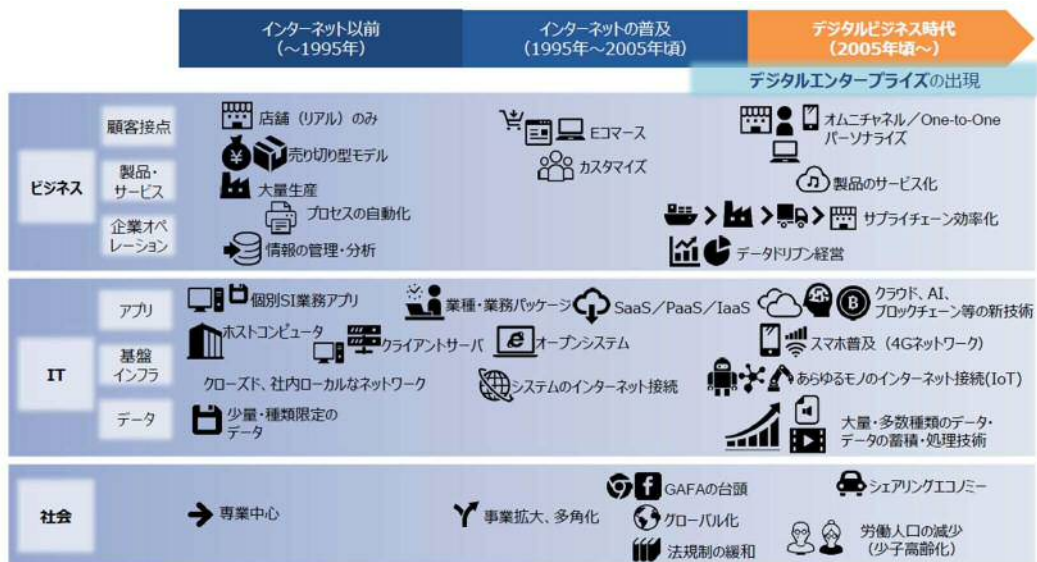 インターネット以前
(～1995年)
インターネットの普及
(1995年～2005年頃)
デジタルビジネス時代
(2005年頃～)
デジタルエンタープライズの出現
ビジネス
顧客接点
店舗（リアル）のみ
Eコマース
オムニチャネル／One-to-One
パーソナライズ
製品・
サービス
売り切り型モデル
カスタマイズ
大量生産
製品のサービス化
企業オペ
レーション
プロセスの自動化
サプライチェーン効率化
情報の管理・分析
データドリブン経営
IT
アプリ
個別SI業務アプリ
業種・業務パッケージ
SaaS／PaaS／IaaS
クラウド、AI、
ブロックチェーン等の新技術
基盤
インフラ
ホストコンピュータ
クライアントサーバ
オープンシステム
スマホ普及（4Gネットワーク）
クローズド、社内ローカルなネットワーク
システムのインターネット接続
あらゆるモノのインターネット接続(IoT)
データ
少量・種類限定の
データ
大量・多数種類のデータ・
データの蓄積・処理技術
社会
専業中心
事業拡大、多角化
GAFAの台頭
グローバル化
法規制の緩和
シェアリングエコノミー
労働人口の減少
(少子高齢化)